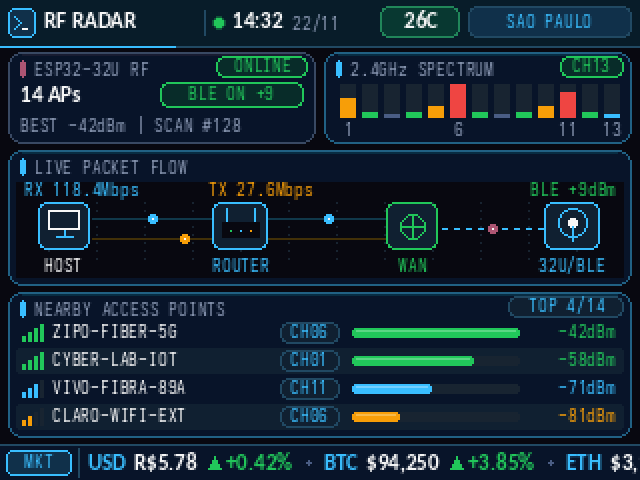 RF RADAR 14:32 22/11 26C SAO PAULO
ESP32-32U RF ONLINE
14 APs BLE ON +9
BEST -42dBm | SCAN #128
2.4GHz SPECTRUM CH13
1 6 11 13
LIVE PACKET FLOW
RX 118.4Mbps TX 27.6Mbps BLE +9dBm
HOST ROUTER WAN 32U/BLE
NEARBY ACCESS POINTS TOP 4/14
ZIPO-FIBER-5G CH06 -42dBm
CYBER-LAB-IOT CH01 -58dBm
VIVO-FIBRA-89A CH11 -71dBm
CLARO-WIFI-EXT CH06 -81dBm
MKT USD R$5.78 ▲+0.42% • BTC $94,250 ▲+3.85% • ETH $3,